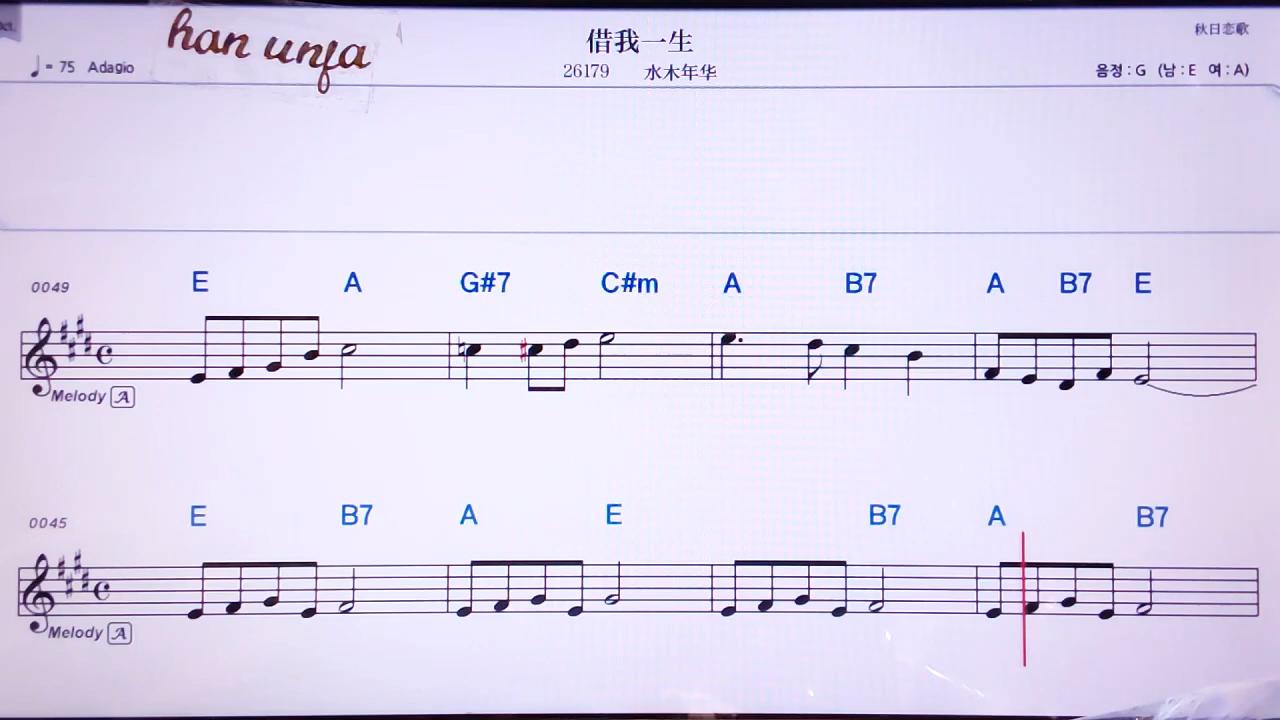 han unfa
借我一生
秋日恋歌
♩= 75 Adagio
26179 水木年华
음정 : G (남 : E 여 : A)
0049
E A G#7 C#m A B7 A B7 E
Melody A
0045
E B7 A E B7 A B7
Melody A